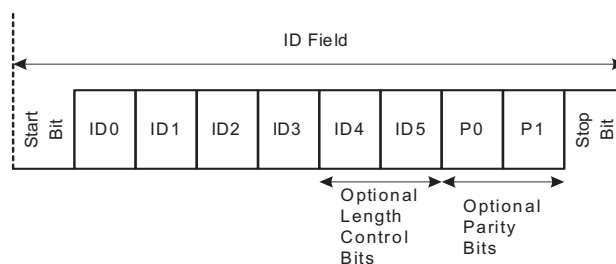 ID Field
Start Bit
ID0 ID1 ID2 ID3 ID4 ID5 P0 P1
Stop Bit
Optional
Length
Control
Bits
Optional
Parity
Bits